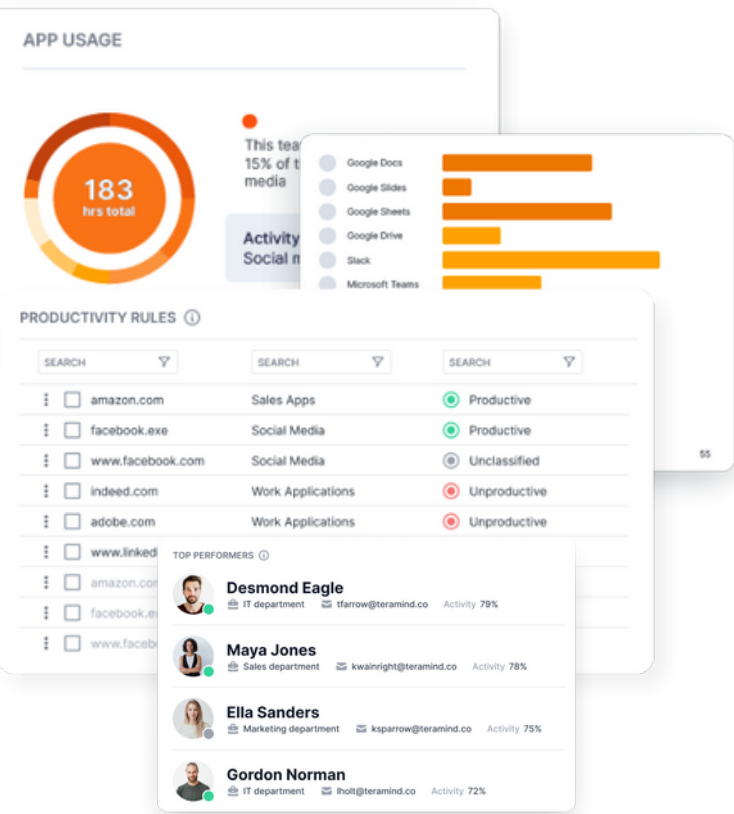 APP USAGE
183
hrs total
This tea
15% of t
media
Activity
Social m
Google Docs
Google Slides
Google Sheets
Google Drive
Slack
Microsoft Teams
55
PRODUCTIVITY RULES
SEARCH SEARCH SEARCH
amazon.com Sales Apps Productive
facebook.exe Social Media Productive
www.facebook.com Social Media Unclassified
indeed.com Work Applications Unproductive
adobe.com Work Applications Unproductive
www.linked
amazon.com
facebook.ex
www.faceb
TOP PERFORMERS
Desmond Eagle
IT department tfarrow@teramind.co Activity 79%
Maya Jones
Sales department kwainright@teramind.co Activity 78%
Ella Sanders
Marketing department ksparrow@teramind.co Activity 75%
Gordon Norman
IT department lholt@teramind.co Activity 72%